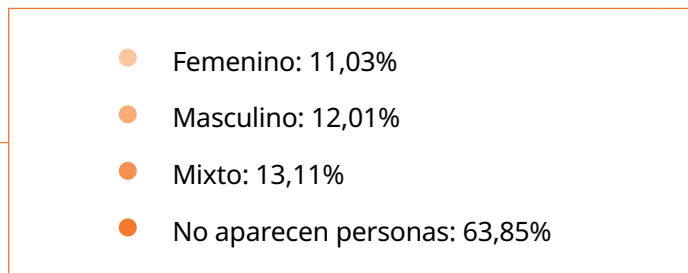 Femenino: 11,03%
Masculino: 12,01%
Mixto: 13,11%
No aparecen personas: 63,85%